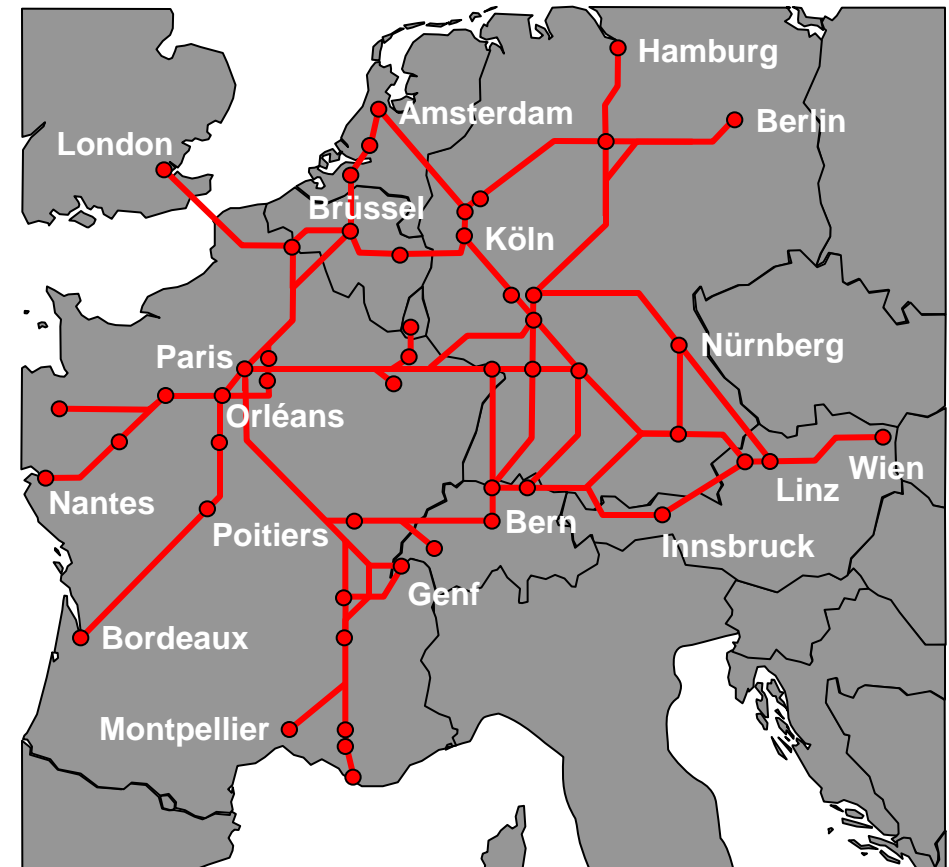 Hamburg
Amsterdam
Berlin
London
Brüssel
Köln
Paris
Nürnberg
Orléans
Nantes
Wien
Linz
Poitiers
Bern
Innsbruck
Genf
Bordeaux
Montpellier